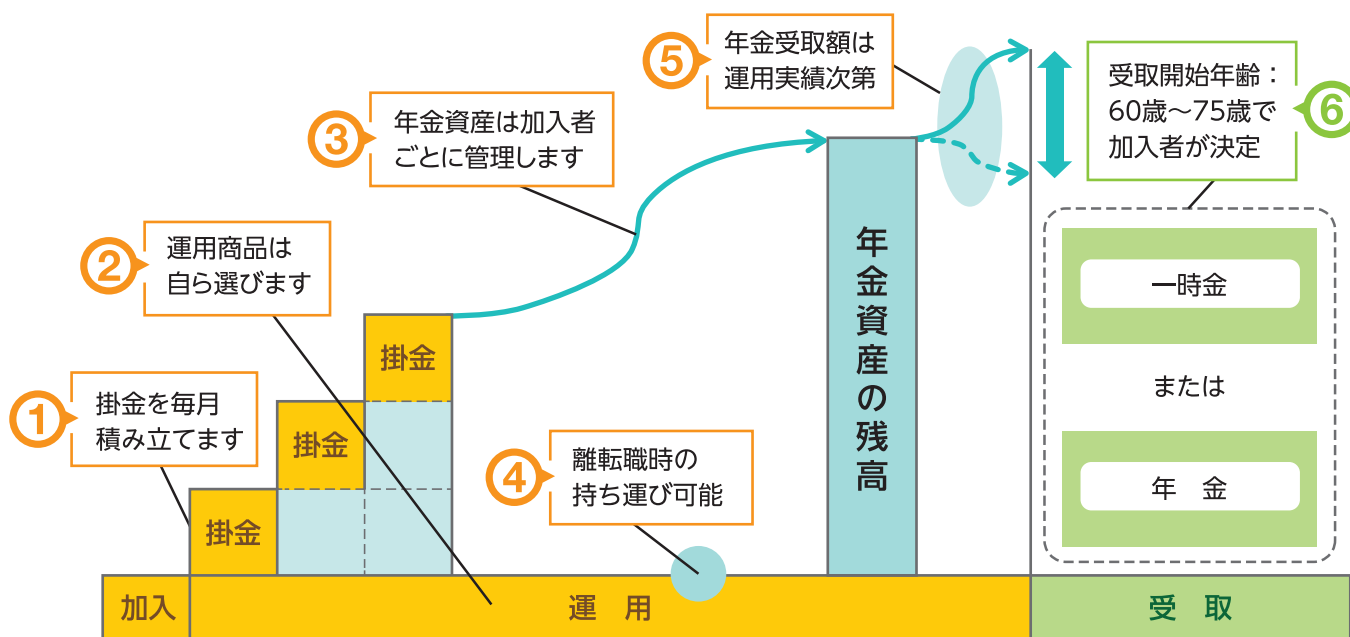 ①
掛金を毎月
積み立てます
②
運用商品は
自ら選びます
③
年金資産は加入者
ごとに管理します
④
離転職時の
持ち運び可能
⑤
年金受取額は
運用実績次第
⑥
受取開始年齢：
60歳～75歳で
加入者が決定
掛金
掛金
掛金
年金資産の残高
一時金
または
年　金
加入
運　用
受　取